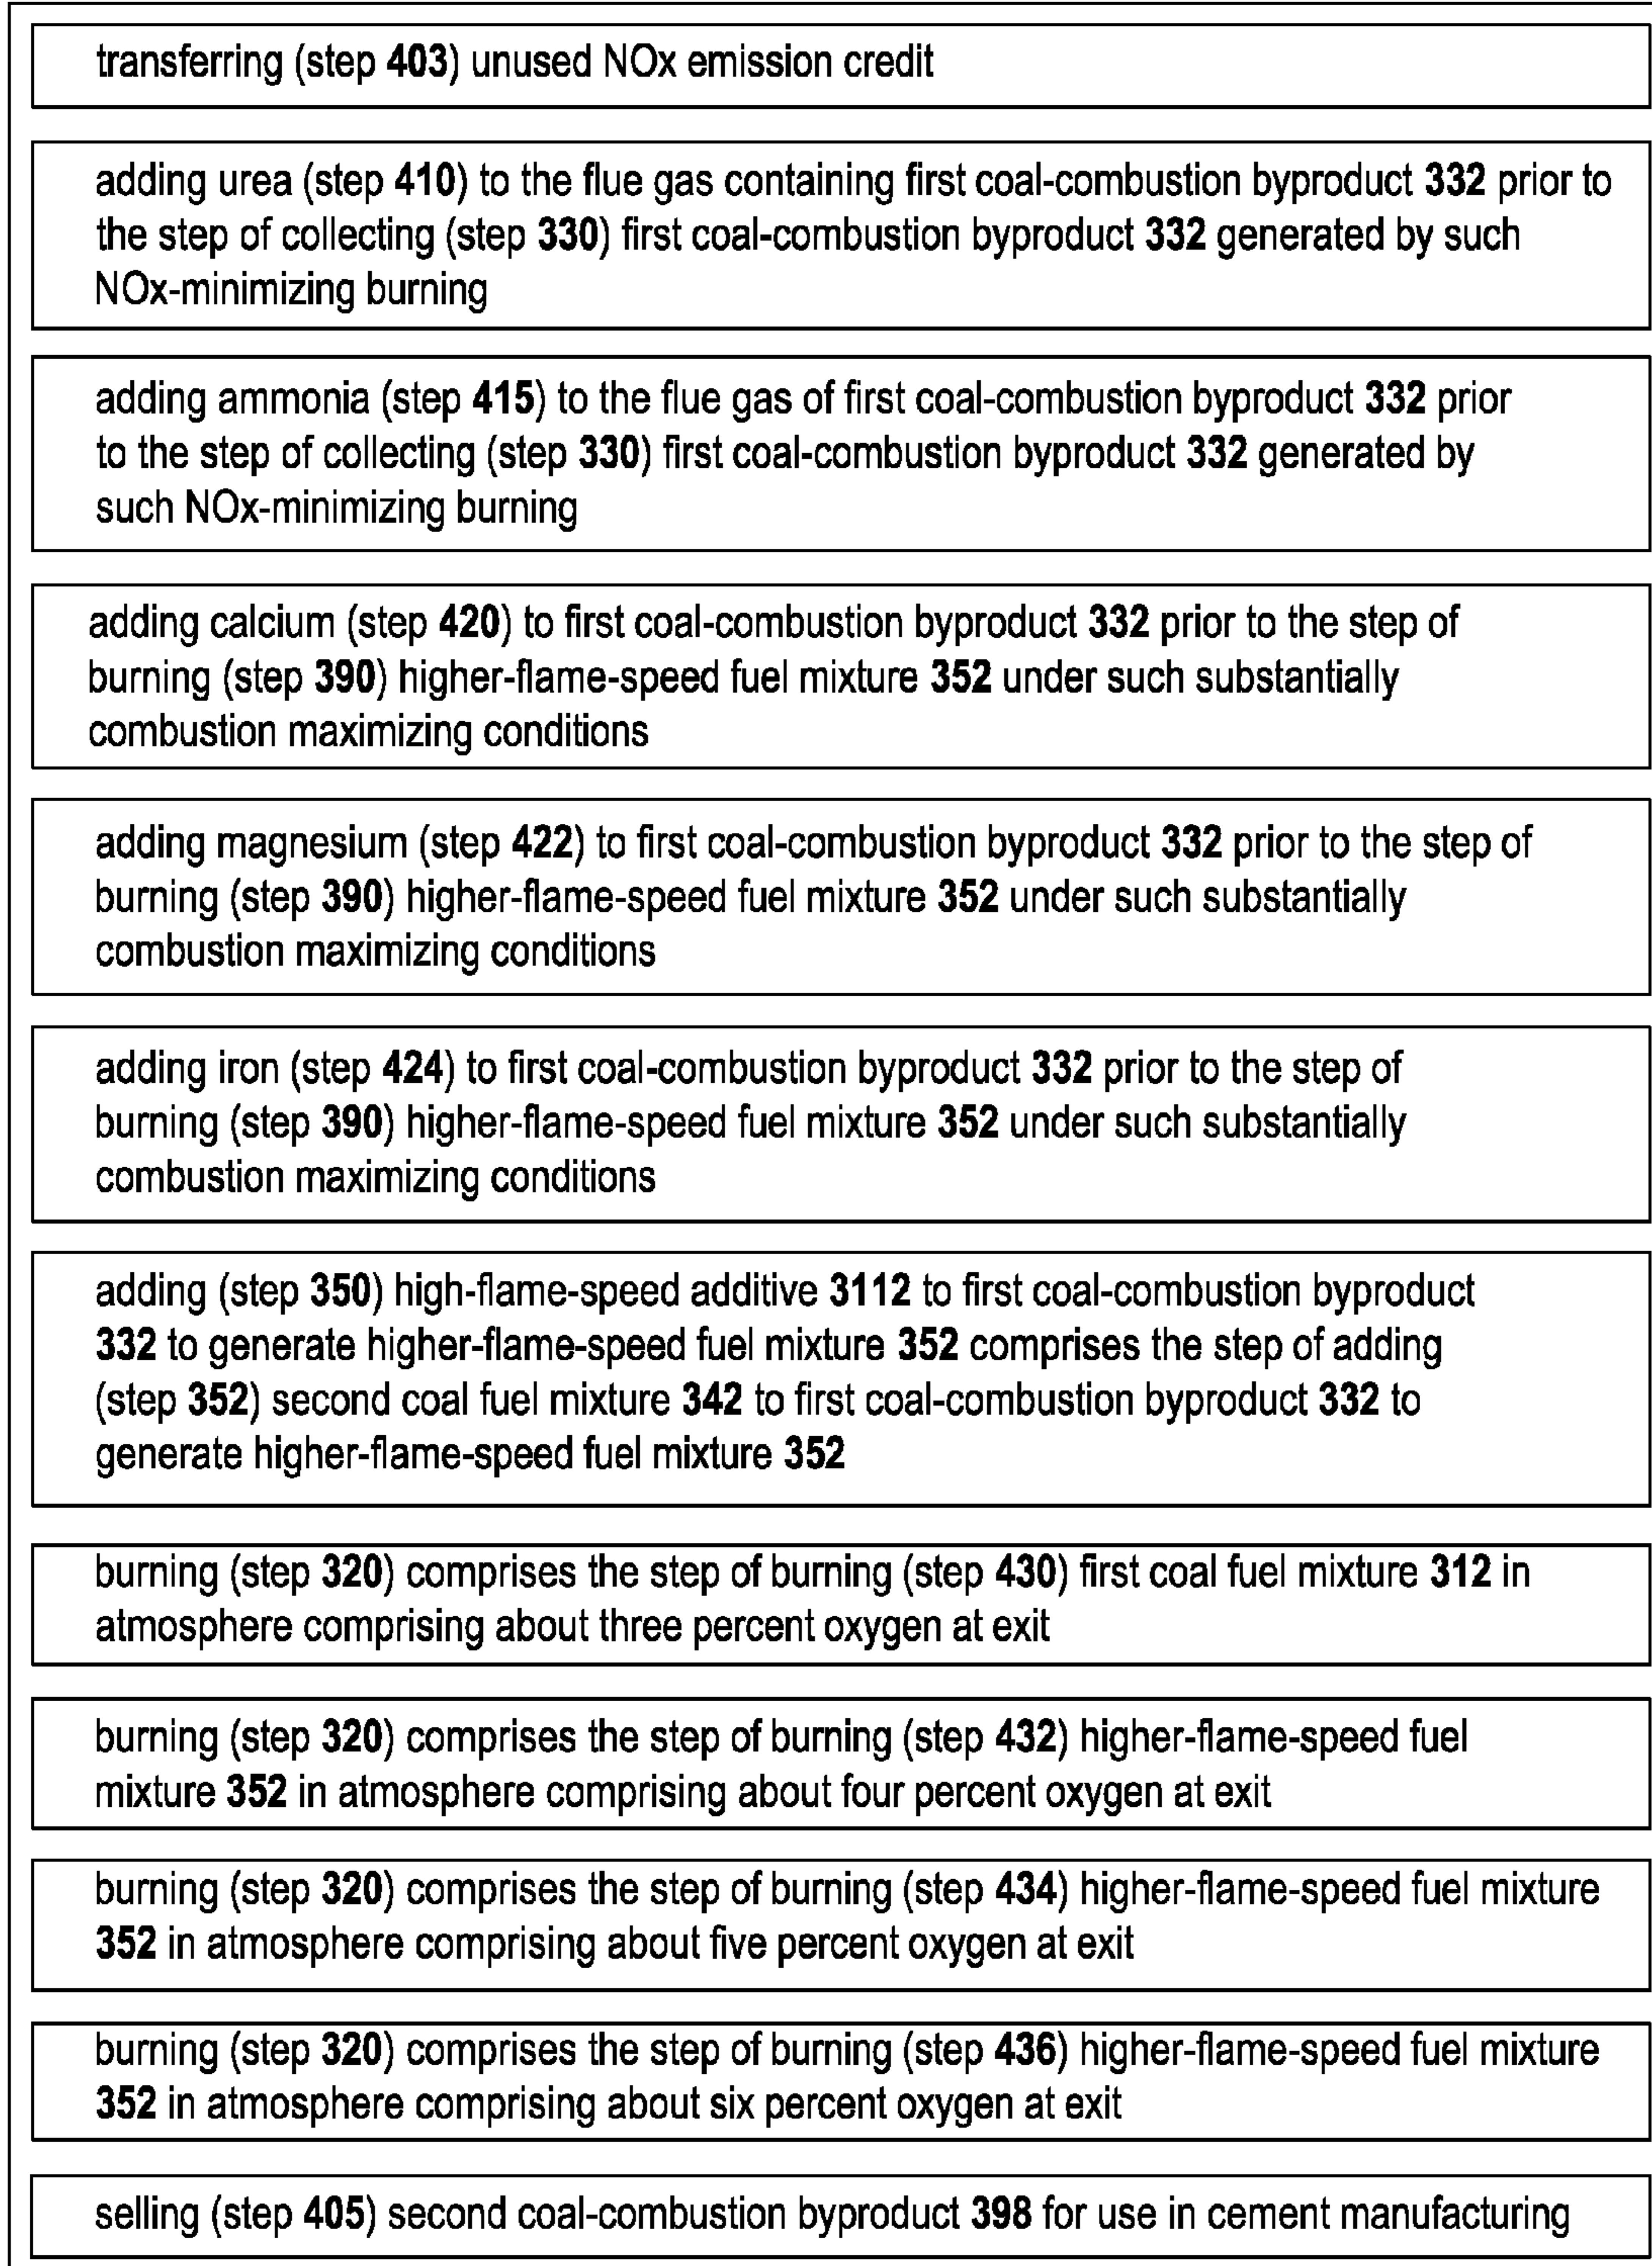 transferring (step 403) unused NOx emission credit
adding urea (step 410) to the flue gas containing first coal-combustion byproduct 332 prior to
the step of collecting (step 330) first coal-combustion byproduct 332 generated by such
NOx-minimizing burning
adding ammonia (step 415) to the flue gas of first coal-combustion byproduct 332 prior
to the step of collecting (step 330) first coal-combustion byproduct 332 generated by
such NOx-minimizing burning
adding calcium (step 420) to first coal-combustion byproduct 332 prior to the step of
burning (step 390) higher-flame-speed fuel mixture 352 under such substantially
combustion maximizing conditions
adding magnesium (step 422) to first coal-combustion byproduct 332 prior to the step of
burning (step 390) higher-flame-speed fuel mixture 352 under such substantially
combustion maximizing conditions
adding iron (step 424) to first coal-combustion byproduct 332 prior to the step of
burning (step 390) higher-flame-speed fuel mixture 352 under such substantially
combustion maximizing conditions
adding (step 350) high-flame-speed additive 3112 to first coal-combustion byproduct
332 to generate higher-flame-speed fuel mixture 352 comprises the step of adding
(step 352) second coal fuel mixture 342 to first coal-combustion byproduct 332 to
generate higher-flame-speed fuel mixture 352
burning (step 320) comprises the step of burning (step 430) first coal fuel mixture 312 in
atmosphere comprising about three percent oxygen at exit
burning (step 320) comprises the step of burning (step 432) higher-flame-speed fuel
mixture 352 in atmosphere comprising about four percent oxygen at exit
burning (step 320) comprises the step of burning (step 434) higher-flame-speed fuel mixture
352 in atmosphere comprising about five percent oxygen at exit
burning (step 320) comprises the step of burning (step 436) higher-flame-speed fuel mixture
352 in atmosphere comprising about six percent oxygen at exit
selling (step 405) second coal-combustion byproduct 398 for use in cement manufacturing